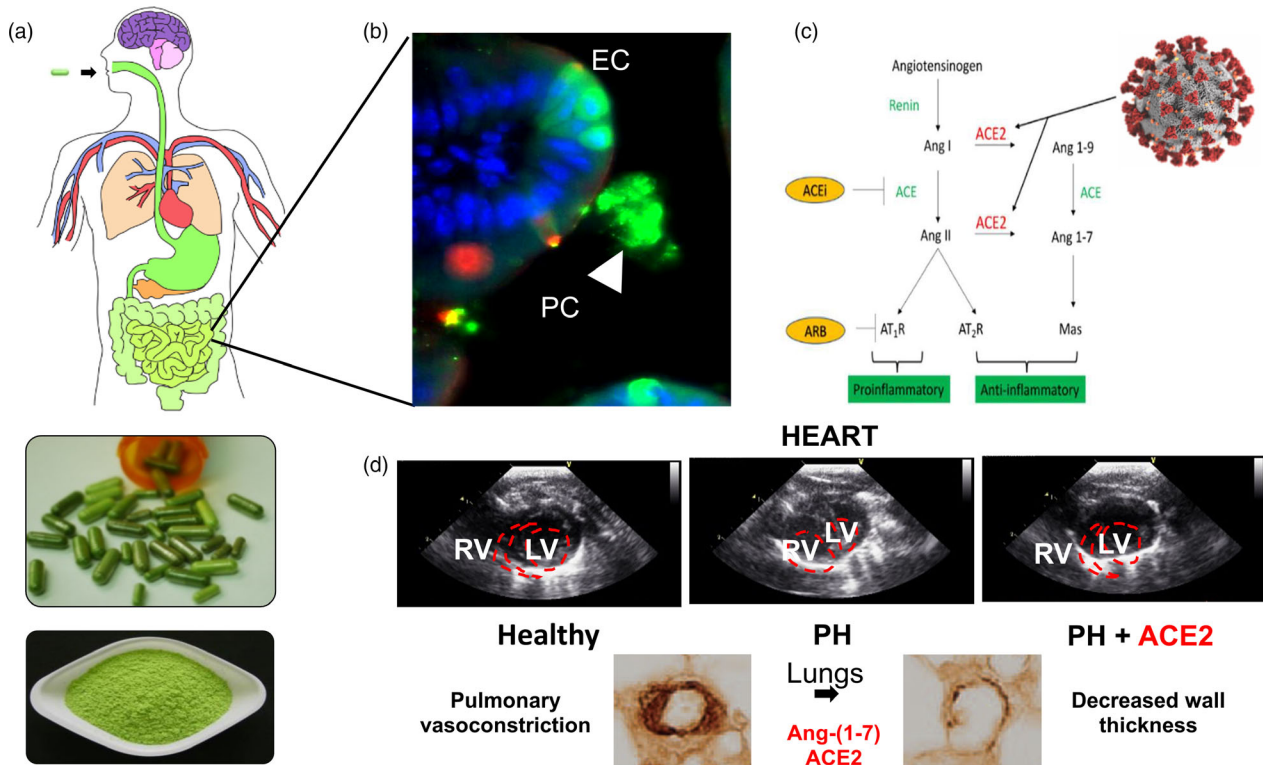 (a)
(b)
EC
PC
(c)
Angiotensinogen
Renin
Ang I
ACE2
Ang 1-9
ACEi
ACE
ACE
Ang II
ACE2
Ang 1-7
ARB
AT₁R
AT₂R
Mas
Proinflammatory
Anti-inflammatory
HEART
(d)
V
RV
LV
V
RV
LV
V
RV
LV
Healthy
PH
PH + ACE2
Pulmonary
vasoconstriction
Lungs
Ang-(1-7)
ACE2
Decreased wall
thickness